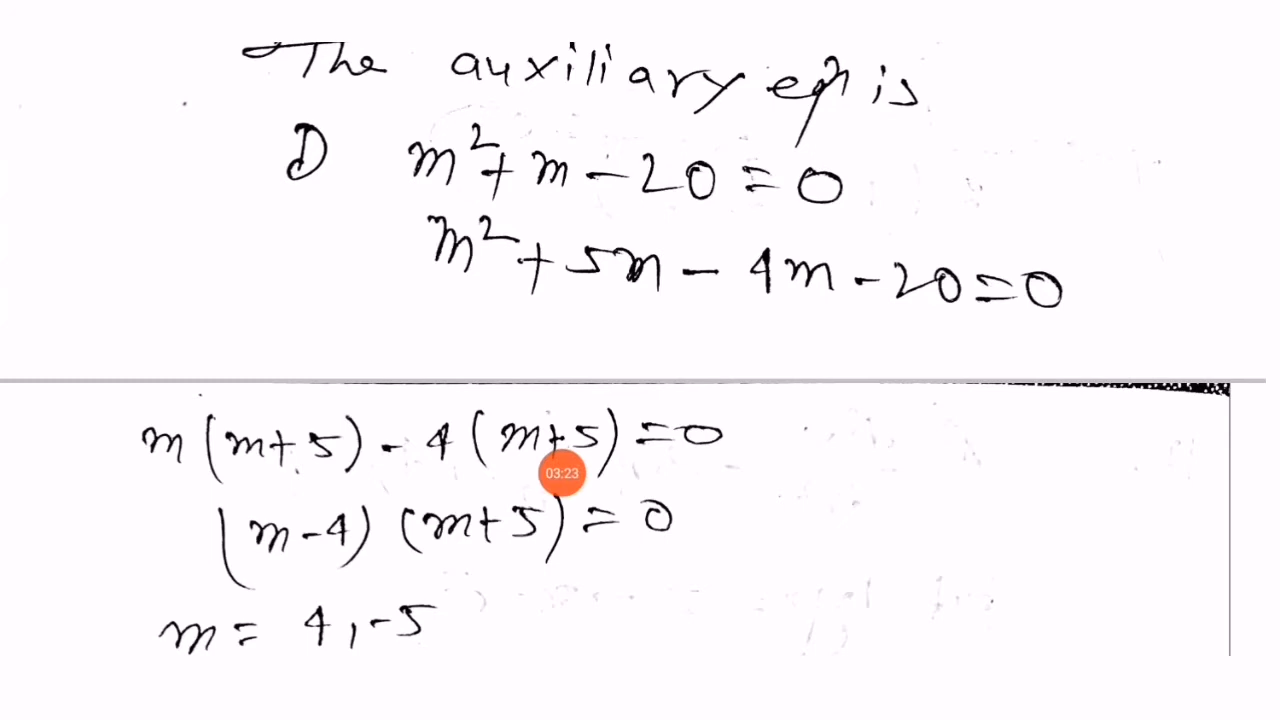 The auxiliary eqn is
D m²+m-20=0
m²+5m-4m-20=0
m(m+5)-4(m+5)=0
03:23
(m-4)(m+5)=0
m=4,-5